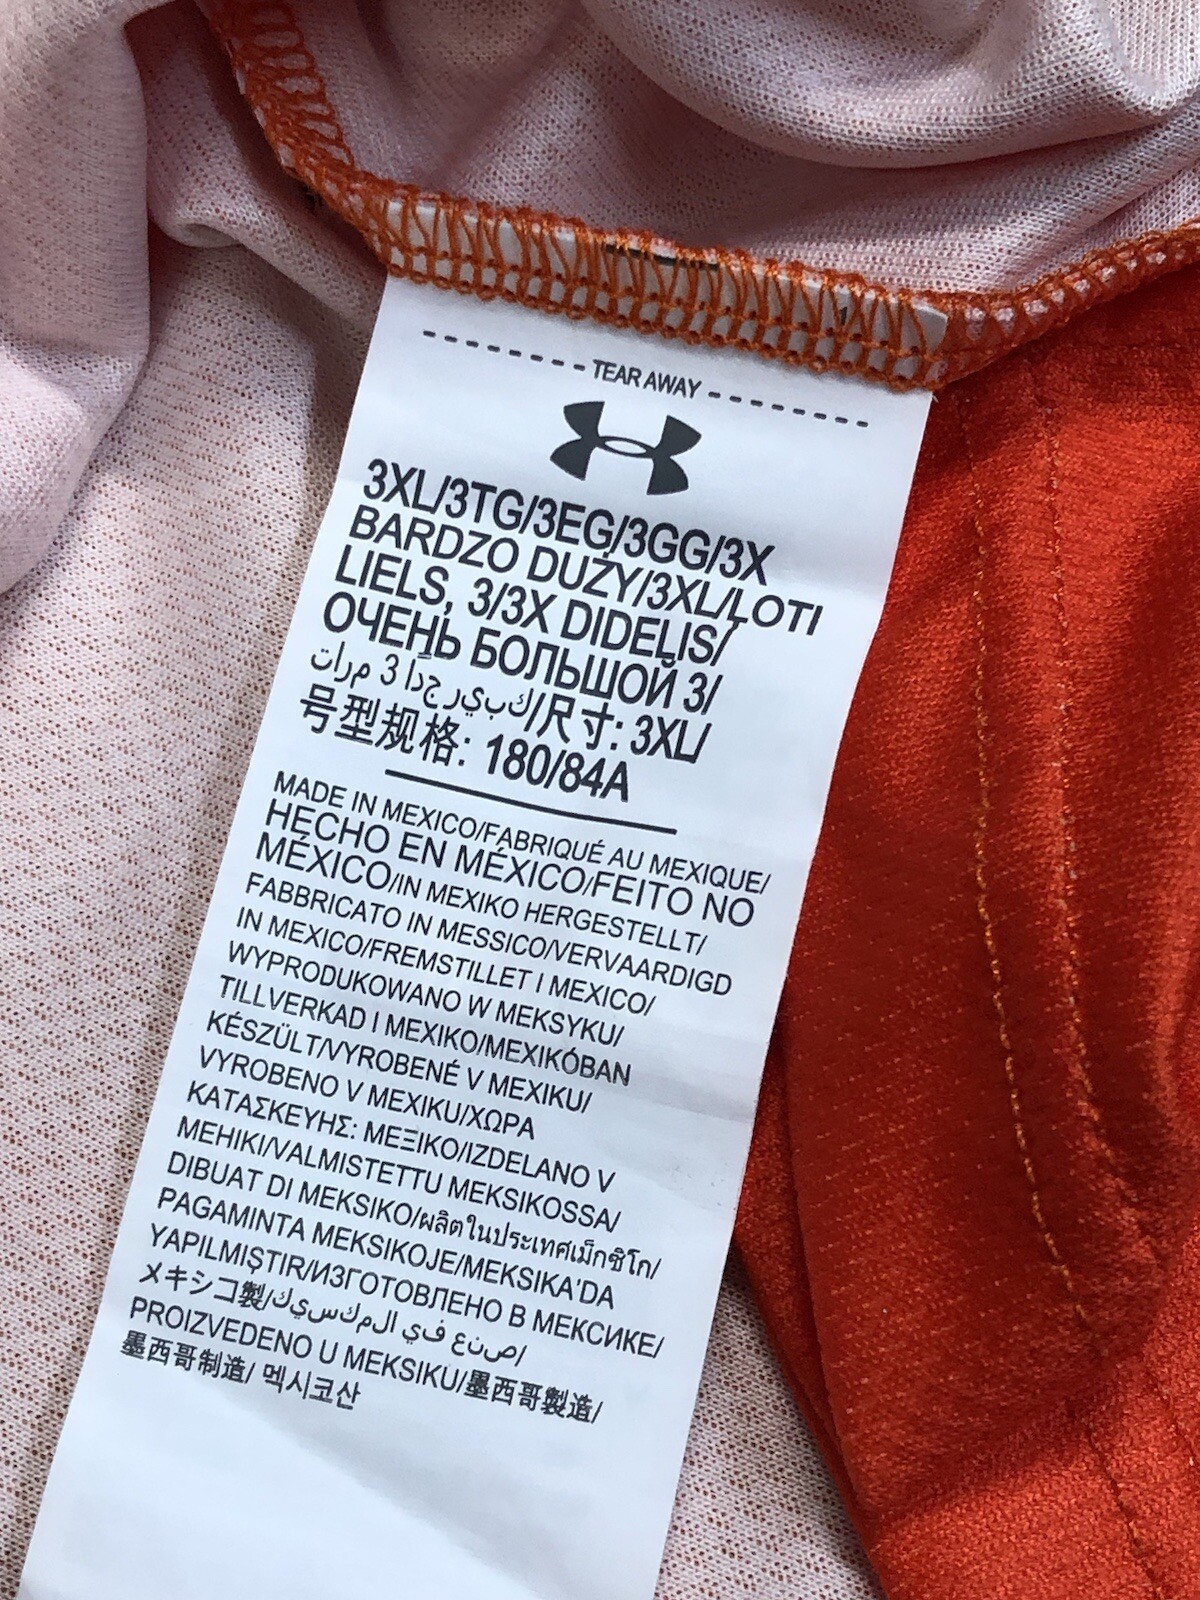 TEAR AWAY
3XL/3TG/3EG/3GG/3X
BARDZO DUŻY/3XL/ĻOTI
LIELS, 3/3X DIDELIS/
ОЧЕНЬ БОЛЬШОЙ 3/
كبير جداً 3 مرات/尺寸: 3XL/
号型规格: 180/84A
MADE IN MEXICO/FABRIQUÉ AU MEXIQUE/
HECHO EN MÉXICO/FEITO NO
MÉXICO/IN MEXIKO HERGESTELLT/
FABBRICATO IN MESSICO/VERVAARDIGD
IN MEXICO/FREMSTILLET I MEXICO/
WYPRODUKOWANO W MEKSYKU/
TILLVERKAD I MEXIKO/MEXIKÓBAN
KÉSZÜLT/VYROBENÉ V MEXIKU/
VYROBENO V MEXIKU/ΧΩΡΑ
ΚΑΤΑΣΚΕΥΗΣ: ΜΕΞΙΚΟ/IZDELANO V
MEHIKI/VALMISTETTU MEKSIKOSSA/
DIBUAT DI MEKSIKO/ผลิตในประเทศเม็กซิโก/
PAGAMINTA MEKSIKOJE/MEKSIKA'DA
YAPILMIŞTIR/ИЗГОТОВЛЕНО В МЕКСИКЕ/
メキシコ製/صنع في المكسيك/
PROIZVEDENO U MEKSIKU/墨西哥製造/
墨西哥制造/ 멕시코산